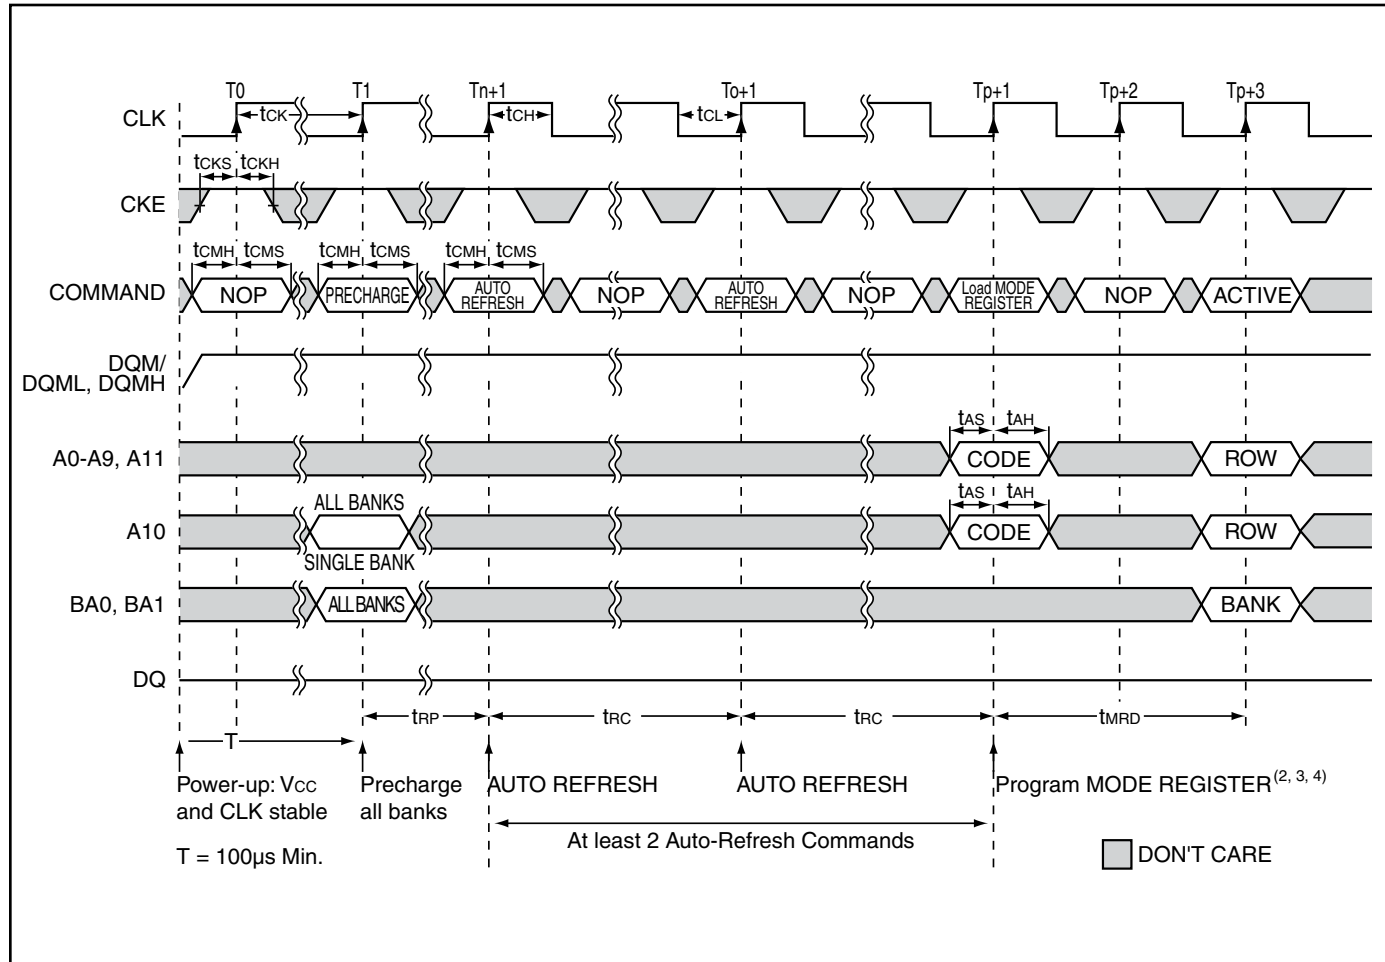 T0 T1 Tn+1 To+1 Tp+1 Tp+2 Tp+3
CLK tCK tCH tCL
tCKS tCKH
CKE
tCMH tCMS tCMH tCMS tCMH tCMS
COMMAND NOP PRECHARGE AUTO REFRESH NOP AUTO REFRESH NOP Load MODE REGISTER NOP ACTIVE
DQM/
DQML, DQMH
tAS tAH
A0-A9, A11 CODE ROW
ALL BANKS tAS tAH
A10 CODE ROW
SINGLE BANK
BA0, BA1 ALL BANKS BANK
DQ
tRP tRC tRC tMRD
T
Power-up: VCC Precharge AUTO REFRESH AUTO REFRESH Program MODE REGISTER(2, 3, 4)
and CLK stable all banks
At least 2 Auto-Refresh Commands
T = 100µs Min. DON'T CARE